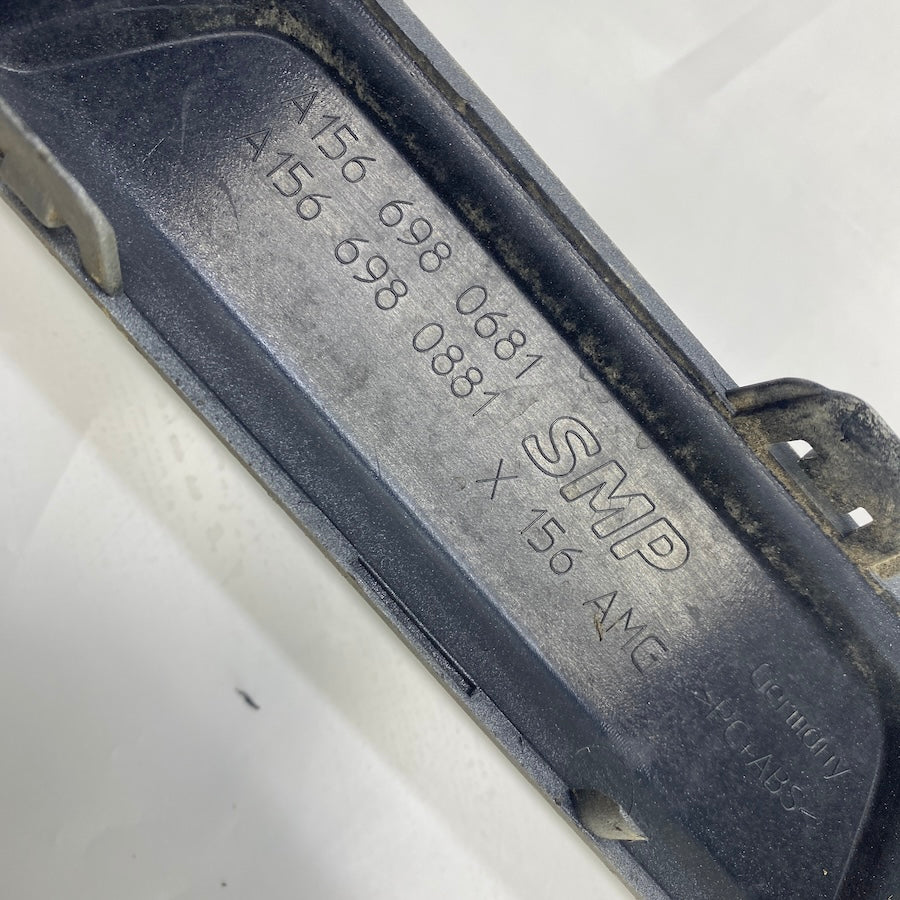 A 156 698 0681
A 156 698 0881
SMP
X 156 AMG
Germany
>PC+ABS<